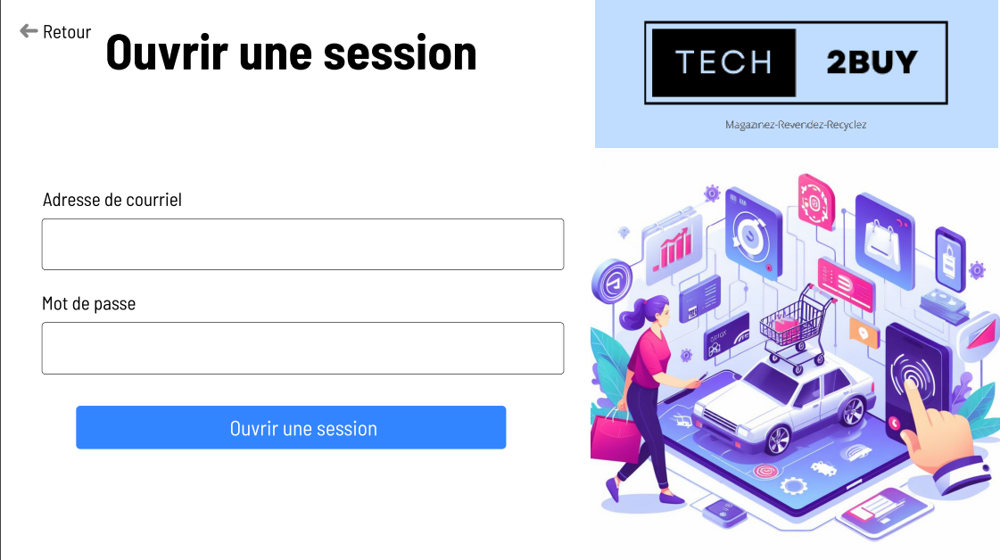 Retour
Ouvrir une session
Adresse de courriel
Mot de passe
Ouvrir une session
TECH 2BUY
Magazinez-Revendez-Recyclez